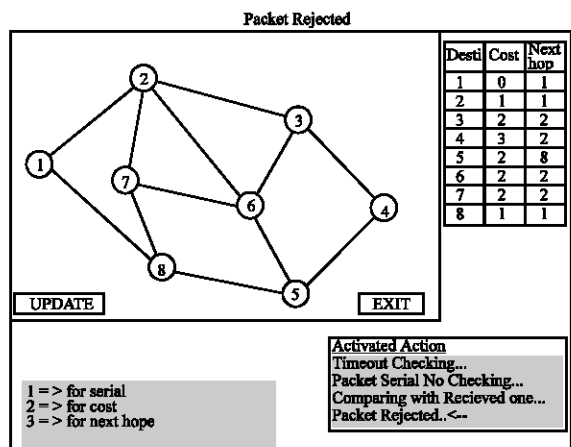 Packet Rejected
Desti Cost Next hop
1 0 1
2 1 1
3 2 2
4 3 2
5 2 8
6 2 2
7 2 2
8 1 1
2
3
1
7
6
4
8
5
UPDATE
EXIT
Activated Action
Timeout Checking...
Packet Serial No Checking...
Comparing with Recieved one...
Packet Rejected..<--
1 = > for serial
2 = > for cost
3 = > for next hope